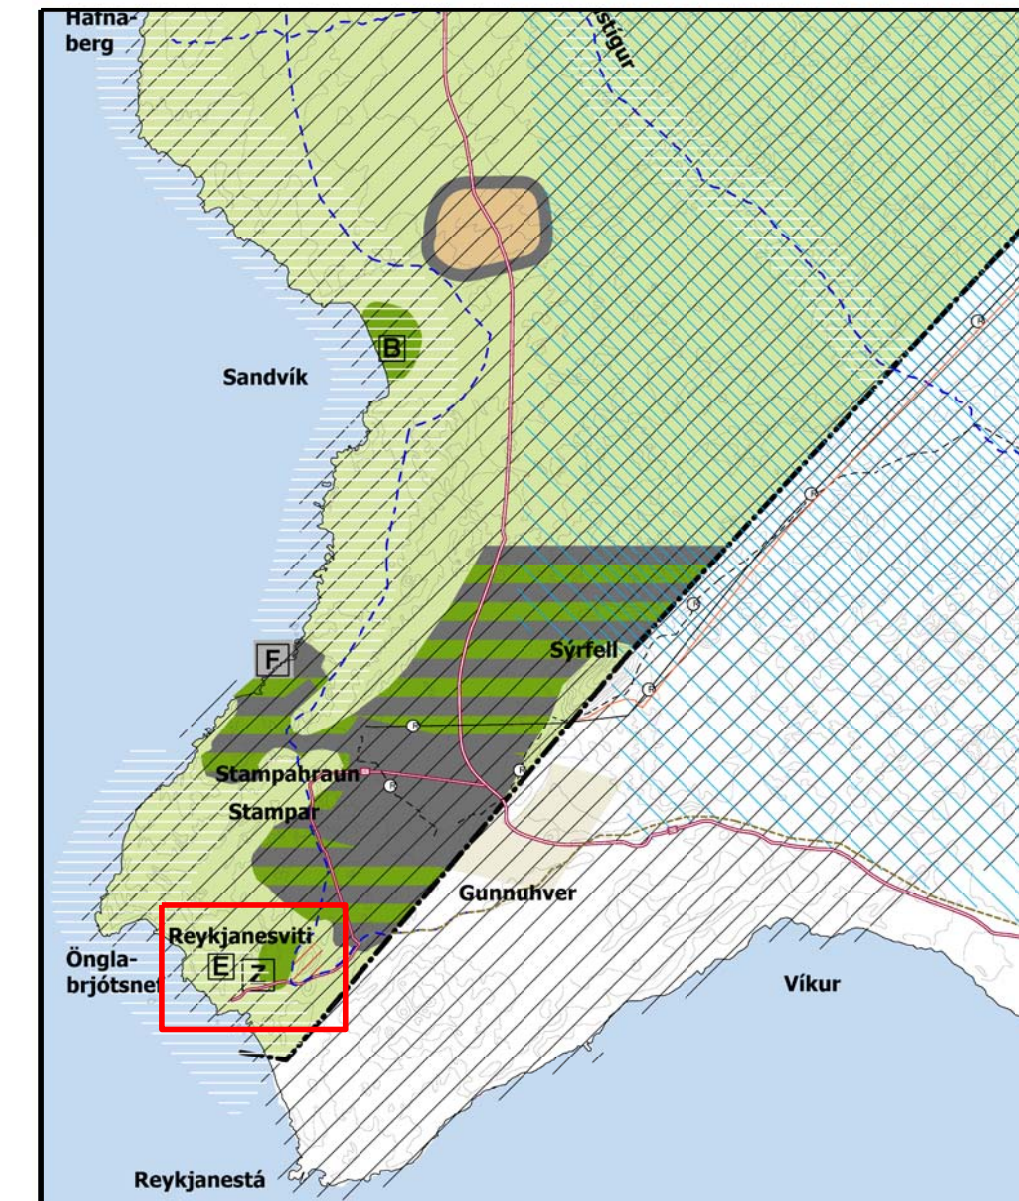 Hafna-
berg
stígur
B
Sandvík
Sýrfell
F
Stampahraun
Stampar
Gunnuhver
Reykjanesviti
E
Z
Öngla-
brjótsnef
Víkur
Reykjanestá